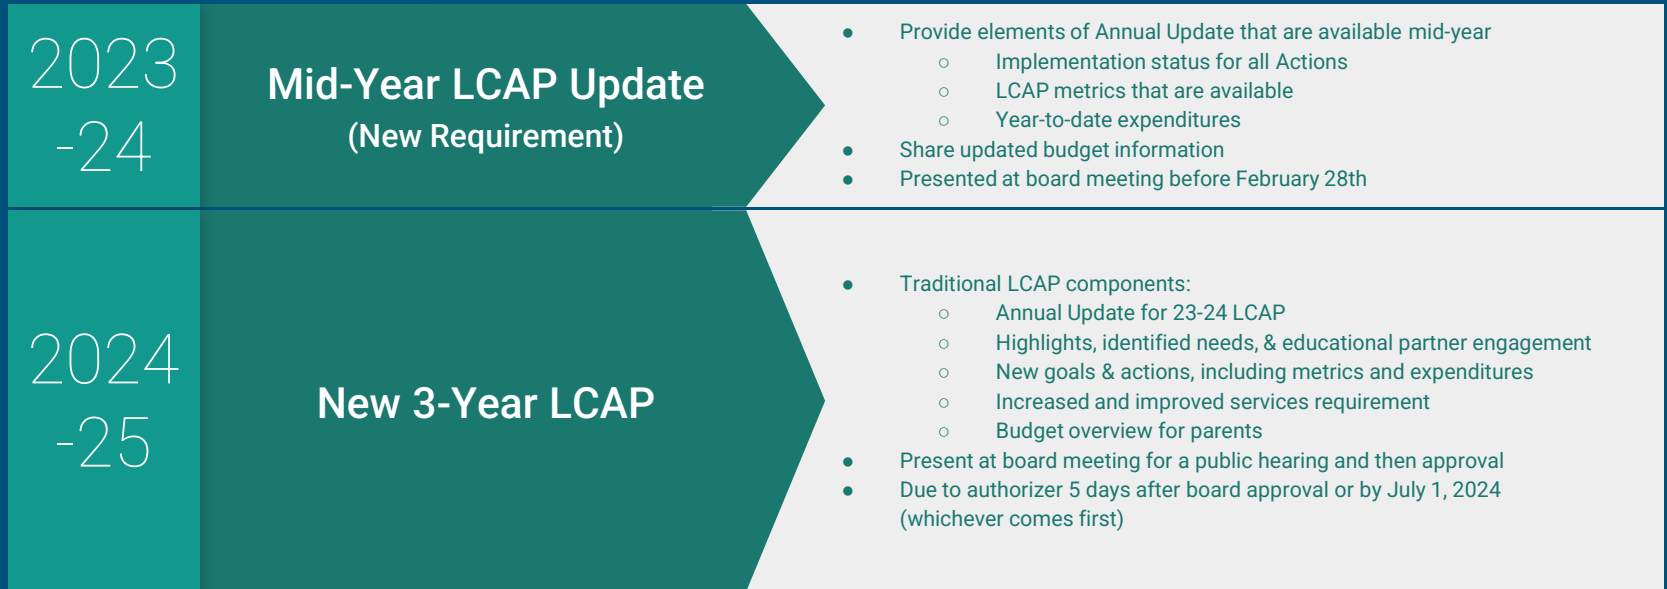 2023
-24
Mid-Year LCAP Update
(New Requirement)
● Provide elements of Annual Update that are available mid-year
○ Implementation status for all Actions
○ LCAP metrics that are available
○ Year-to-date expenditures
● Share updated budget information
● Presented at board meeting before February 28th
2024
-25
New 3-Year LCAP
● Traditional LCAP components:
○ Annual Update for 23-24 LCAP
○ Highlights, identified needs, & educational partner engagement
○ New goals & actions, including metrics and expenditures
○ Increased and improved services requirement
○ Budget overview for parents
● Present at board meeting for a public hearing and then approval
● Due to authorizer 5 days after board approval or by July 1, 2024
(whichever comes first)